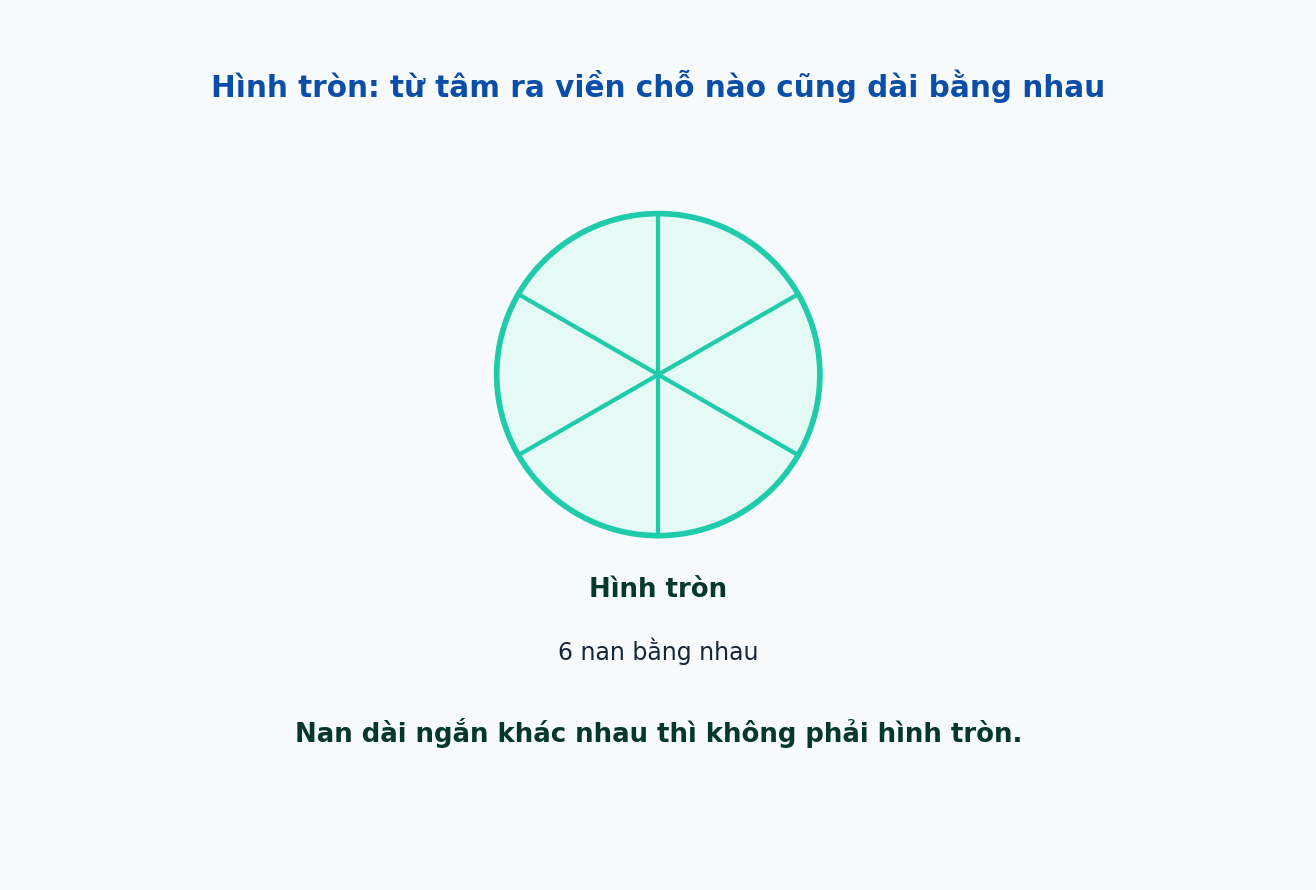 Hình tròn: từ tâm ra viền chỗ nào cũng dài bằng nhau
Hình tròn
6 nan bằng nhau
Nan dài ngắn khác nhau thì không phải hình tròn.